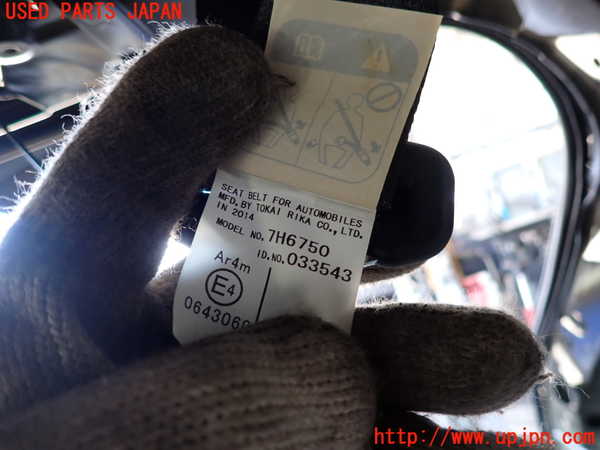 USED PARTS JAPAN
SEAT BELT FOR AUTOMOBILES
MFD. BY TOKAI RIKA CO., LTD.
IN 2014
MODEL NO. 7H6750
ID. NO. 033543
Ar4m
E4
http://www.upjpn.com/